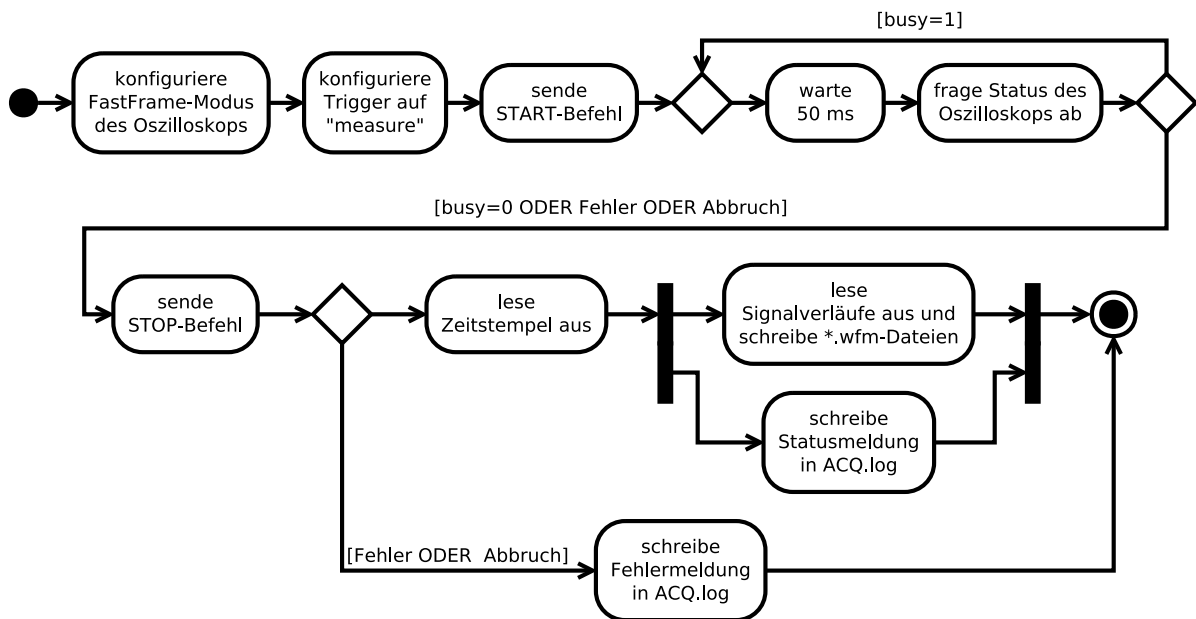 [busy=1]
konfiguriere
FastFrame-Modus
des Oszilloskops
konfiguriere
Trigger auf
"measure"
sende
START-Befehl
warte
50 ms
frage Status des
Oszilloskops ab
[busy=0 ODER Fehler ODER Abbruch]
sende
STOP-Befehl
lese
Zeitstempel aus
lese
Signalverläufe aus und
schreibe *.wfm-Dateien
schreibe
Statusmeldung
in ACQ.log
[Fehler ODER  Abbruch]
schreibe
Fehlermeldung
in ACQ.log